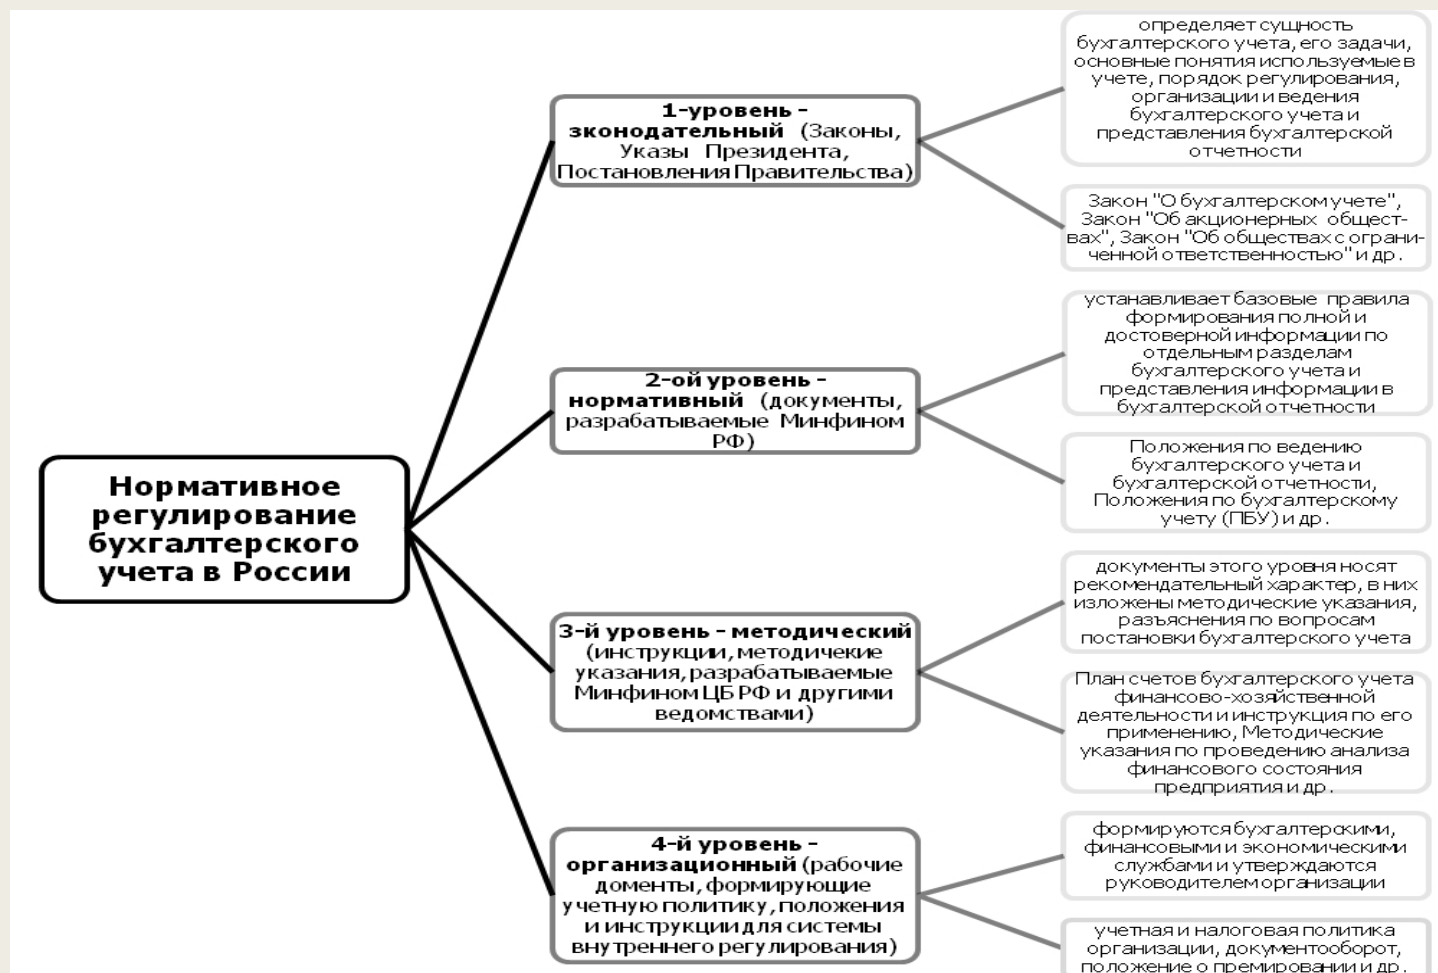 Нормативное
регулирование
бухгалтерского
учета в России
1-уровень -
зконодательный (Законы,
Указы Президента,
Постановления Правительства)
определяет сущность
бухгалтерского учета, его задачи,
основные понятия используемые в
учете, порядок регулирования,
организации и ведения
бухгалтерского учета и
представления бухгалтерской
отчетности
Закон "О бухгалтерском учете",
Закон "Об акционерных общест-
вах", Закон "Об обществах с ограни-
ченной ответственностью" и др.
2-ой уровень -
нормативный (документы,
разрабатываемые Минфином
РФ)
устанавливает базовые правила
формирования полной и
достоверной информации по
отдельным разделам
бухгалтерского учета и
представления информации в
бухгалтерской отчетности
Положения по ведению
бухгалтерского учета и
бухгалтерской отчетности,
Положения по бухгалтерскому
учету (ПБУ) и др.
3-й уровень - методический
(инструкции, методичекие
указания, разрабатываемые
Минфином ЦБ РФ и другими
ведомствами)
документы этого уровня носят
рекомендательный характер, в них
изложены методические указания,
разъяснения по вопросам
постановки бухгалтерского учета
План счетов бухгалтерского учета
финансово-хозяйственной
деятельности и инструкция по его
применению, Методические
указания по проведению анализа
финансового состояния
предприятия и др.
4-й уровень -
организационный (рабочие
доменты, формирующие
учетную политику, положения
и инструкции для системы
внутреннего регулирования)
формируются бухгалтерскими,
финансовыми и экономическими
службами и утверждаются
руководителем организации
учетная и налоговая политика
организации, документооборот,
положение о премировании и др.